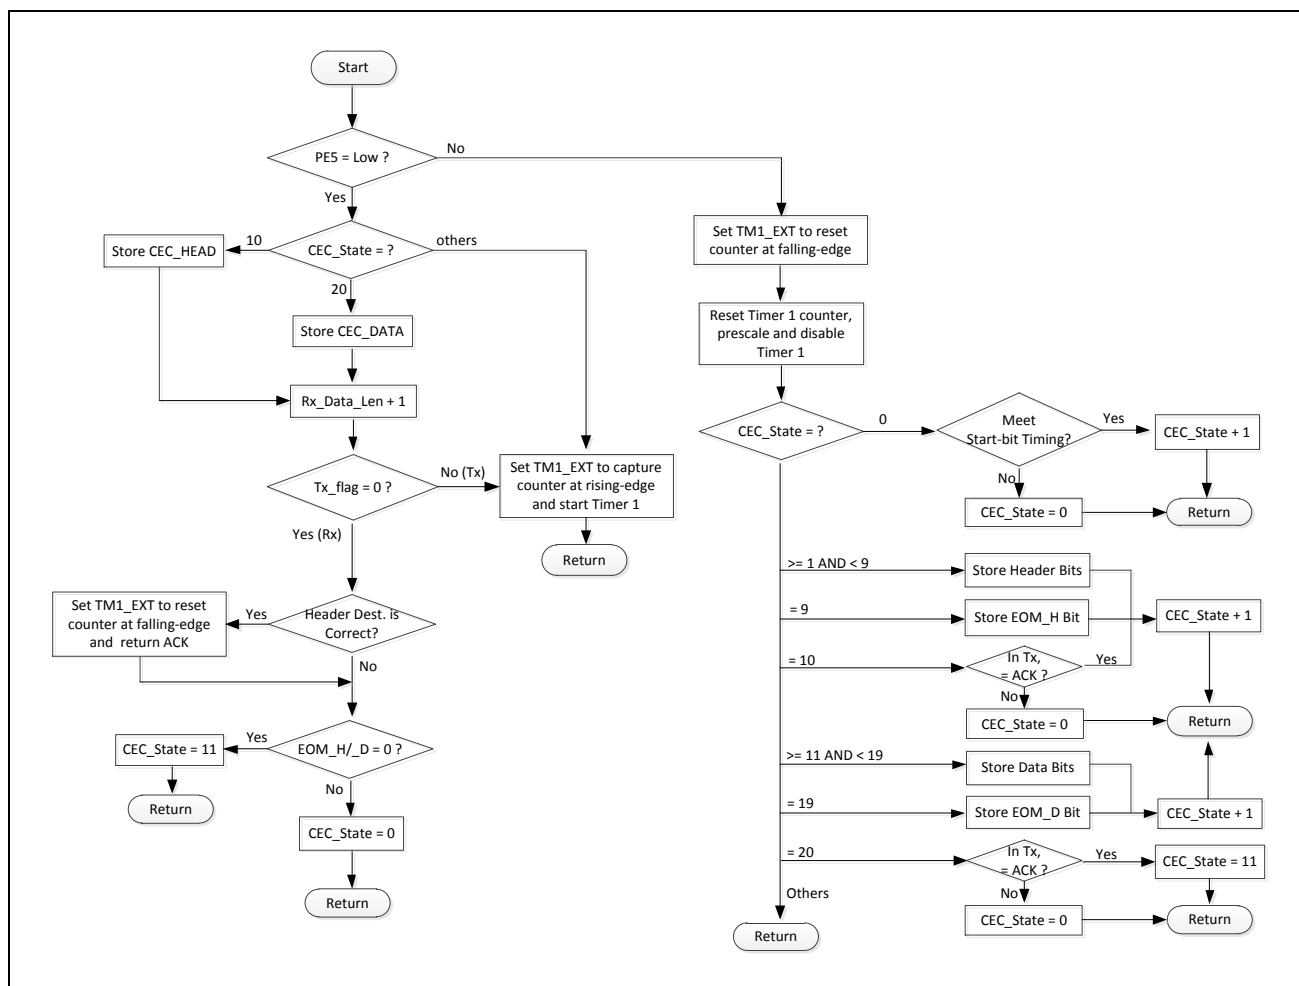 Start
PE5 = Low ?
No
Yes
CEC_State = ?
10
others
20
Store CEC_HEAD
Store CEC_DATA
Rx_Data_Len + 1
Tx_flag = 0 ?
No (Tx)
Set TM1_EXT to capture
counter at rising-edge
and start Timer 1
Return
Yes (Rx)
Header Dest. is
Correct?
Yes
Set TM1_EXT to reset
counter at falling-edge
and  return ACK
No
EOM_H/_D = 0 ?
Yes
CEC_State = 11
Return
No
CEC_State = 0
Return
Set TM1_EXT to reset
counter at falling-edge
Reset Timer 1 counter,
prescale and disable
Timer 1
CEC_State = ?
0
Meet
Start-bit Timing?
Yes
CEC_State + 1
No
CEC_State = 0
Return
>= 1 AND < 9
Store Header Bits
= 9
Store EOM_H Bit
CEC_State + 1
= 10
In Tx,
= ACK ?
Yes
No
CEC_State = 0
Return
>= 11 AND < 19
Store Data Bits
= 19
Store EOM_D Bit
CEC_State + 1
= 20
In Tx,
= ACK ?
Yes
CEC_State = 11
No
CEC_State = 0
Return
Others
Return